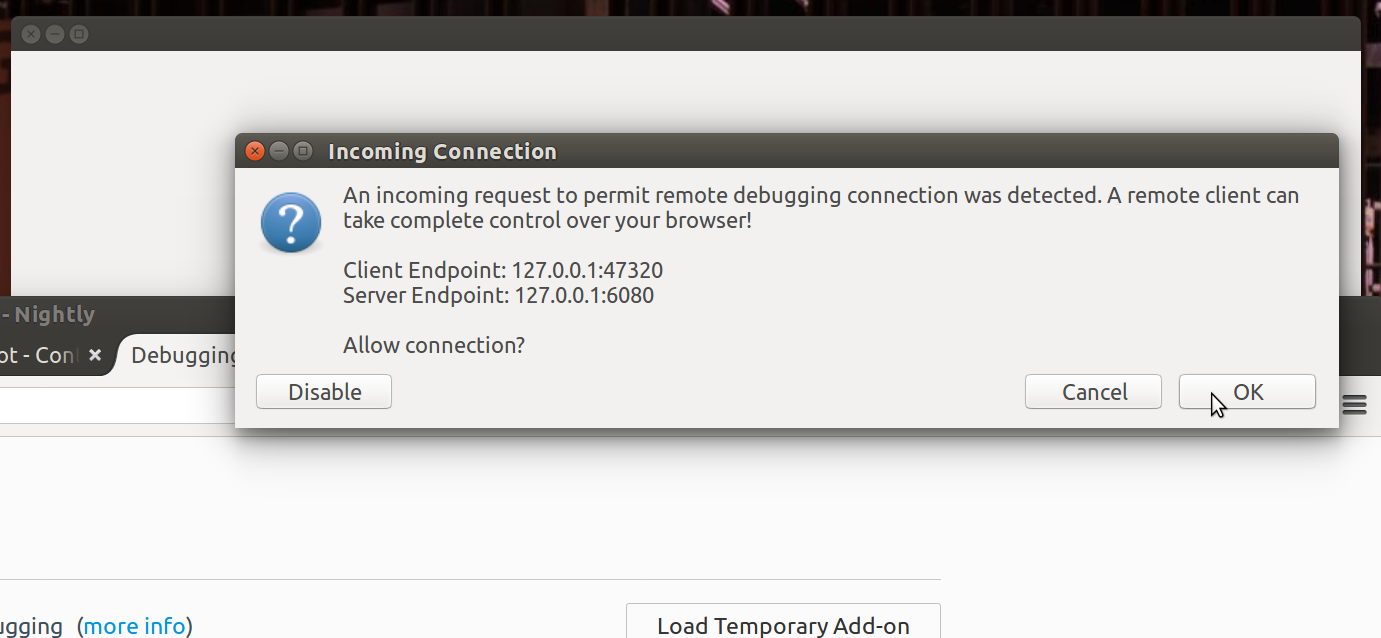 Incoming Connection
An incoming request to permit remote debugging connection was detected. A remote client can
take complete control over your browser!
Client Endpoint: 127.0.0.1:47320
Server Endpoint: 127.0.0.1:6080
Allow connection?
Disable Cancel OK
- Nightly
ot - Con Debugging
ugging (more info) Load Temporary Add-on